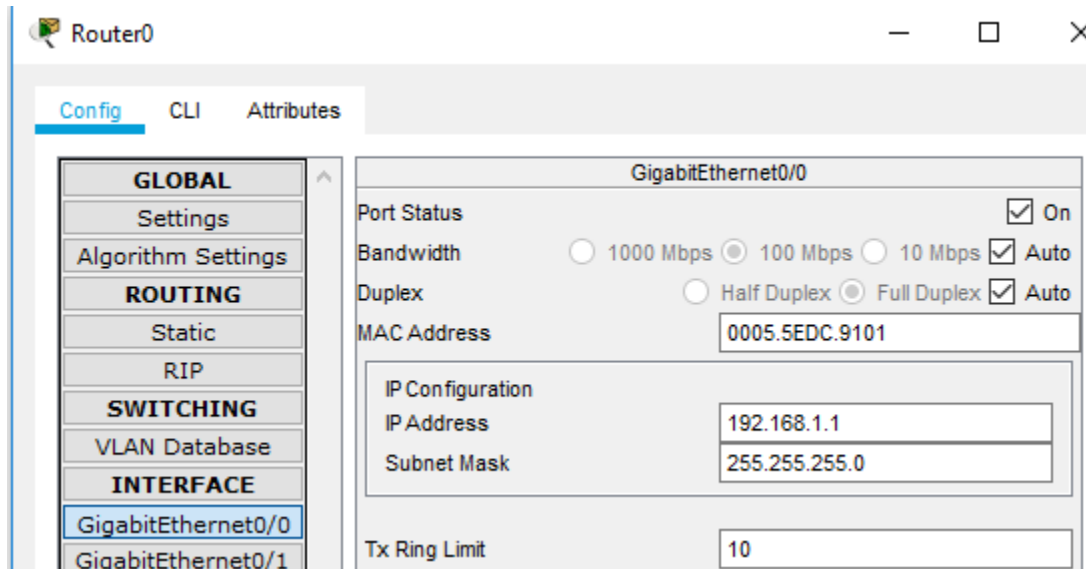 Router0
Config CLI Attributes
GLOBAL
Settings
Algorithm Settings
ROUTING
Static
RIP
SWITCHING
VLAN Database
INTERFACE
GigabitEthernet0/0
GigabitEthernet0/1
GigabitEthernet0/0
Port Status On
Bandwidth 1000 Mbps 100 Mbps 10 Mbps Auto
Duplex Half Duplex Full Duplex Auto
MAC Address 0005.5EDC.9101
IP Configuration
IP Address 192.168.1.1
Subnet Mask 255.255.255.0
Tx Ring Limit 10